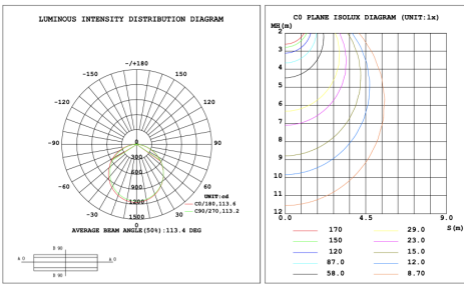 LUMINOUS INTENSITY DISTRIBUTION DIAGRAM
-/+180
-150 150
-120 120
-90 0 90
300
-60 600 60
900
UNIT:cd
-30 1200 30 C0/180,113.4
1500 C90/270,113.2
0
AVERAGE BEAM ANGLE(50%):113.4 DEG
C0 PLANE ISOLUX DIAGRAM (UNIT:lx)
MH(m)
2
3
4
5
6
7
8
9
10
11
12
0.0 4.5 9.0
S(m)
170 29.0
150 23.0
120 15.0
87.0 12.0
58.0 8.70